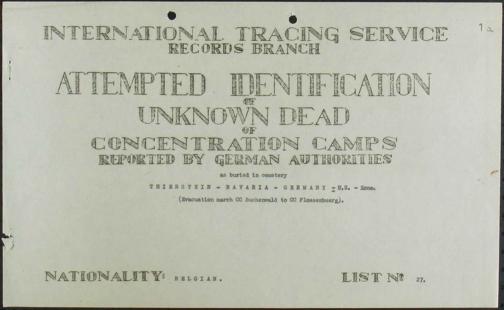 1a
INTERNATIONAL TRACING SERVICE
RECORDS BRANCH
ATTEMPTED IDENTIFICATION
OF
UNKNOWN DEAD
OF
CONCENTRATION CAMPS
REPORTED BY GERMAN AUTHORITIES
as buried in cemetery
THIERSTEIN - BAVARIA - GERMANY - U.S. - Zone.
(Evacuation march CC Buchenwald to CC Flossenbuerg).
NATIONALITY: BELGIAN. LIST Nº 27.